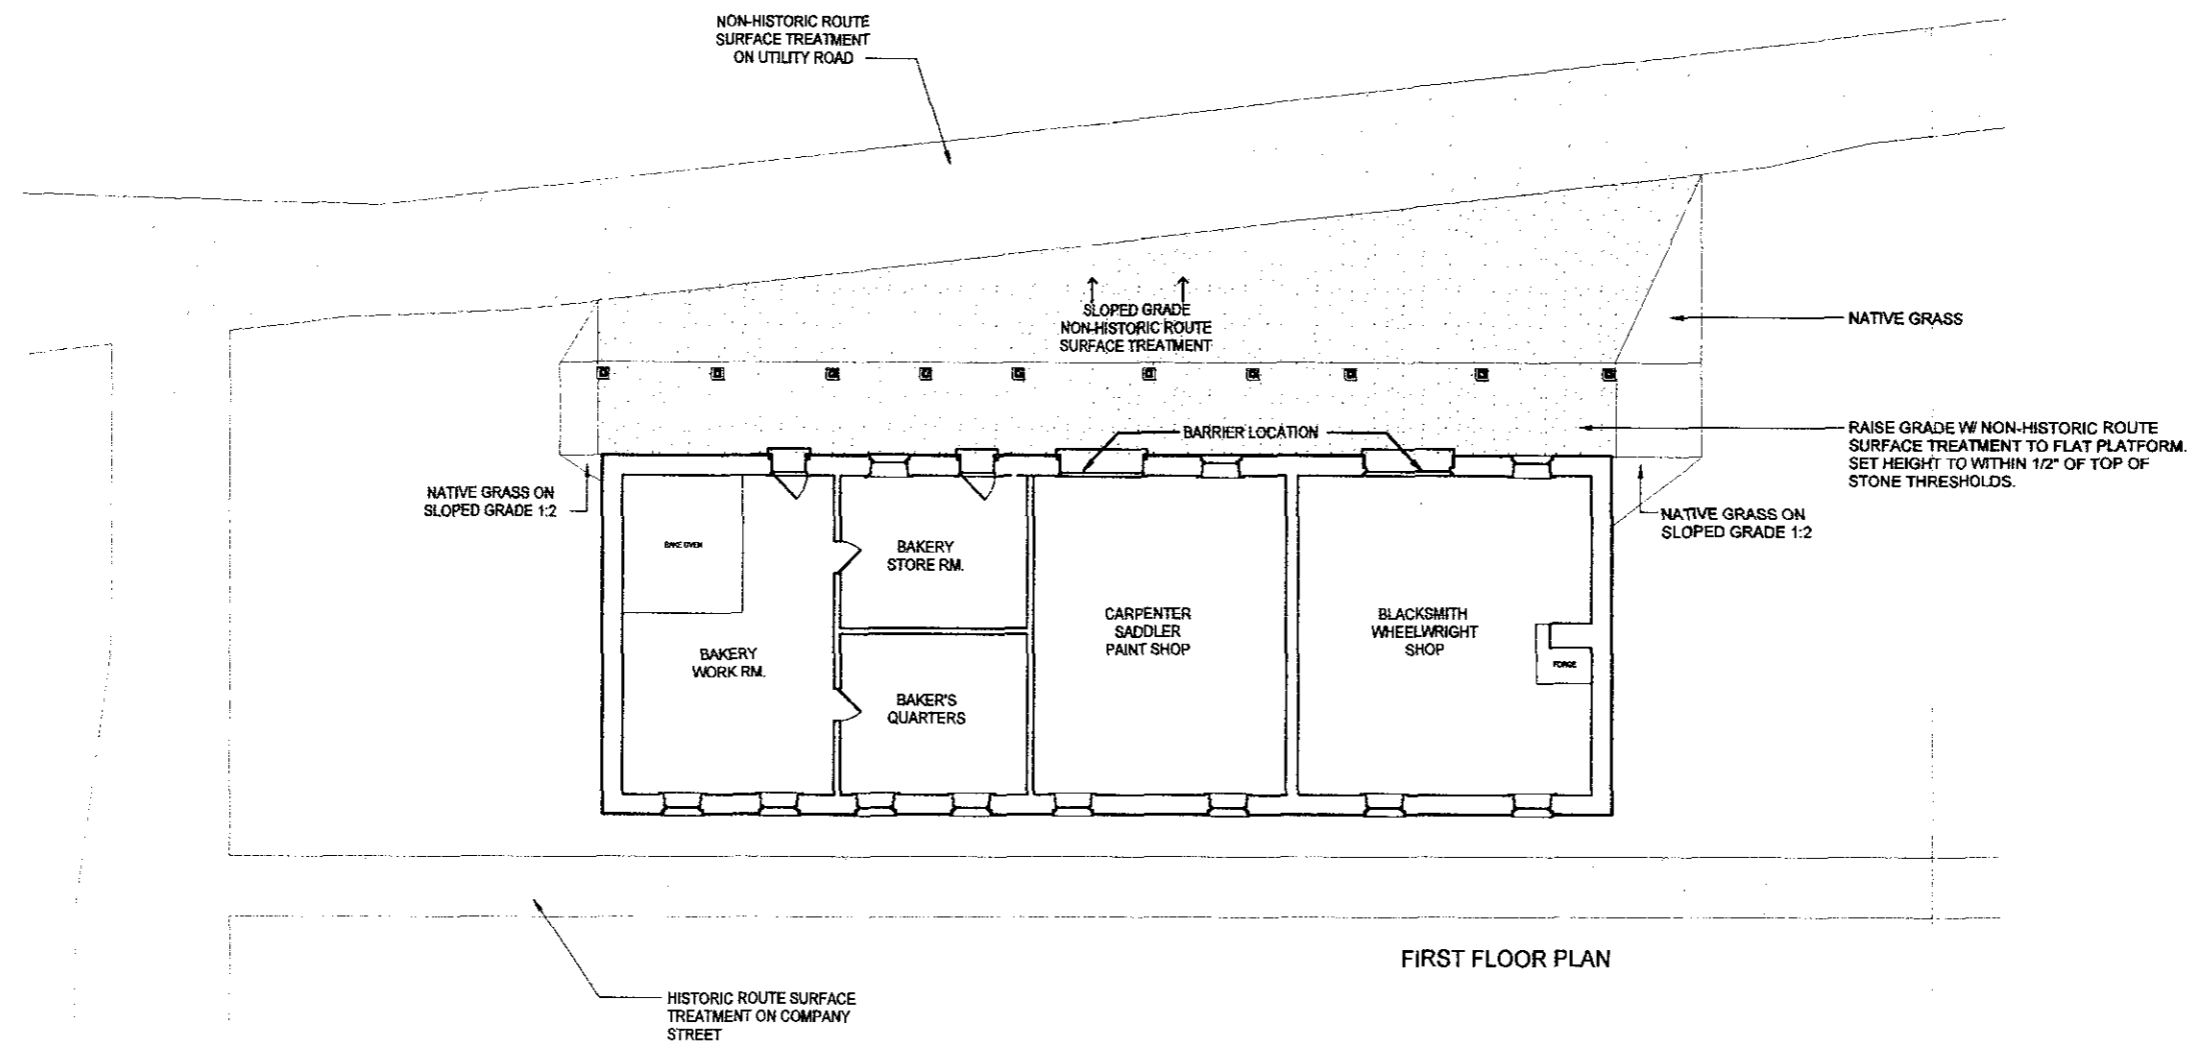 NON-HISTORIC ROUTE
SURFACE TREATMENT
ON UTILITY ROAD
SLOPED GRADE
NON-HISTORIC ROUTE
SURFACE TREATMENT
NATIVE GRASS
BARRIER LOCATION
RAISE GRADE W/ NON-HISTORIC ROUTE
SURFACE TREATMENT TO FLAT PLATFORM.
SET HEIGHT TO WITHIN 1/2" OF TOP OF
STONE THRESHOLDS.
NATIVE GRASS ON
SLOPED GRADE 1:2
NATIVE GRASS ON
SLOPED GRADE 1:2
BAKE OVEN
BAKERY
STORE RM.
CARPENTER
SADDLER
PAINT SHOP
BLACKSMITH
WHEELWRIGHT
SHOP
FORGE
BAKERY
WORK RM.
BAKER'S
QUARTERS
FIRST FLOOR PLAN
HISTORIC ROUTE SURFACE
TREATMENT ON COMPANY
STREET